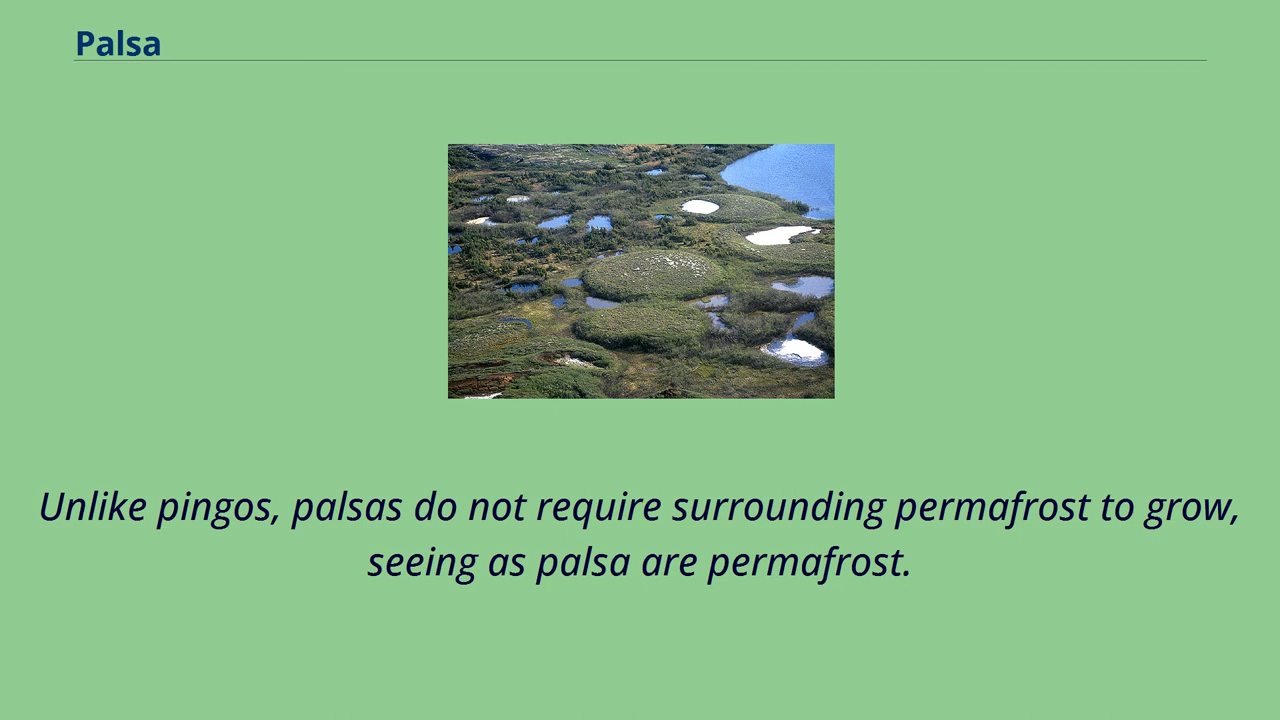 Palsa
Unlike pingos, palsas do not require surrounding permafrost to grow,
seeing as palsa are permafrost.